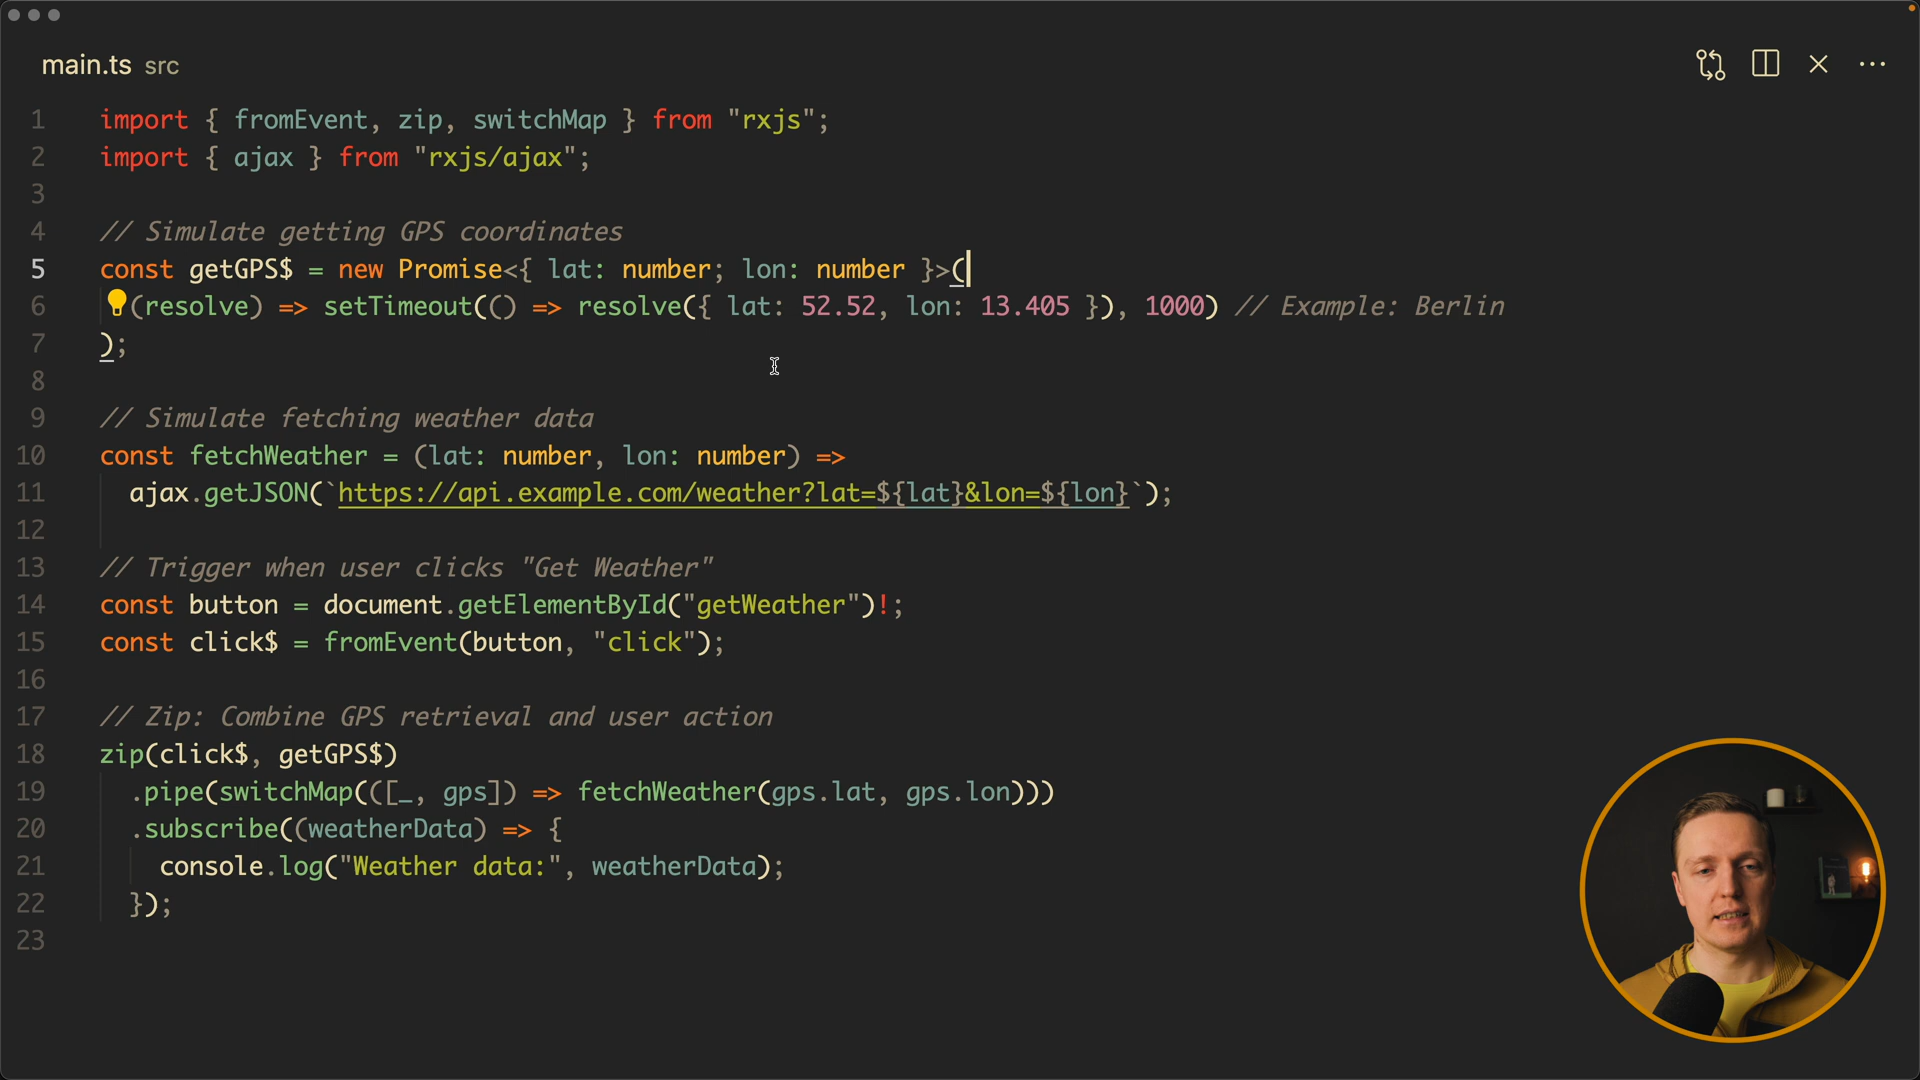 main.ts src
1 import { fromEvent, zip, switchMap } from "rxjs";
2 import { ajax } from "rxjs/ajax";
3
4 // Simulate getting GPS coordinates
5 const getGPS$ = new Promise<{ lat: number; lon: number }>(
6 (resolve) => setTimeout(() => resolve({ lat: 52.52, lon: 13.405 }), 1000) // Example: Berlin
7 );
8
9 // Simulate fetching weather data
10 const fetchWeather = (lat: number, lon: number) =>
11 ajax.getJSON(`https://api.example.com/weather?lat=${lat}&lon=${lon}`);
12
13 // Trigger when user clicks "Get Weather"
14 const button = document.getElementById("getWeather")!;
15 const click$ = fromEvent(button, "click");
16
17 // Zip: Combine GPS retrieval and user action
18 zip(click$, getGPS$)
19 .pipe(switchMap(([_, gps]) => fetchWeather(gps.lat, gps.lon)))
20 .subscribe((weatherData) => {
21 console.log("Weather data:", weatherData);
22 });
23